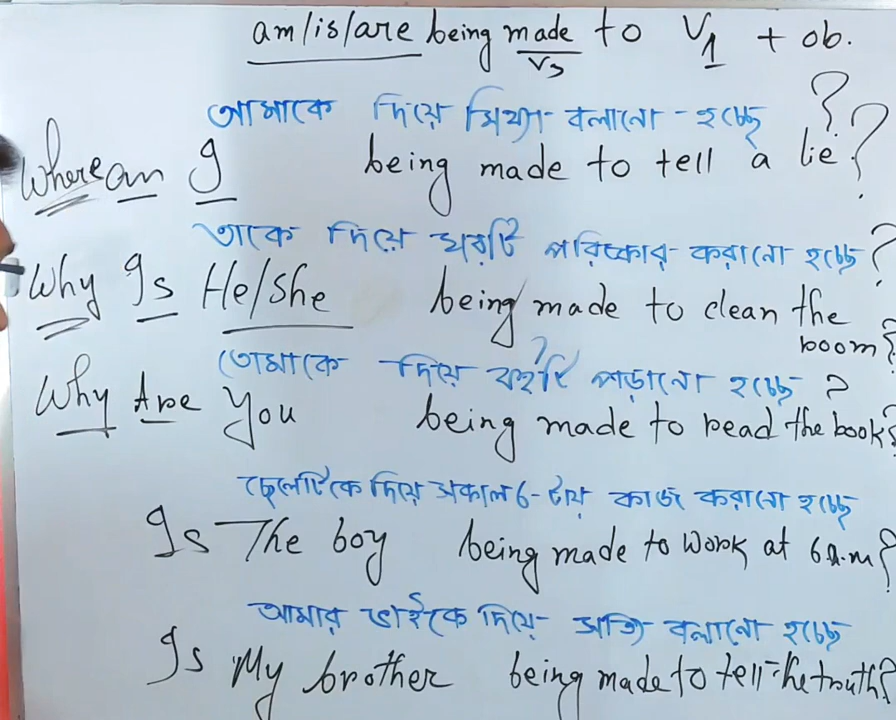 am/is/are being made to V1 + ob.
V3
আমাকে দিয়ে মিথ্যা বলানো হচ্ছে ?
Where am I being made to tell a lie?
তাকে দিয়ে ঘরটি পরিষ্কার করানো হচ্ছে ?
Why Is He/She being made to clean the
room?
তোমাকে দিয়ে বইটি পড়ানো হচ্ছে ?
Why Are You being made to read the book?
ছেলেটিকে দিয়ে সকাল ৬-টায় কাজ করানো হচ্ছে
Is The boy being made to work at 6 a.m?
আমার ভাইকে দিয়ে সত্যি বলানো হচ্ছে
Is My brother being made to tell the truth?